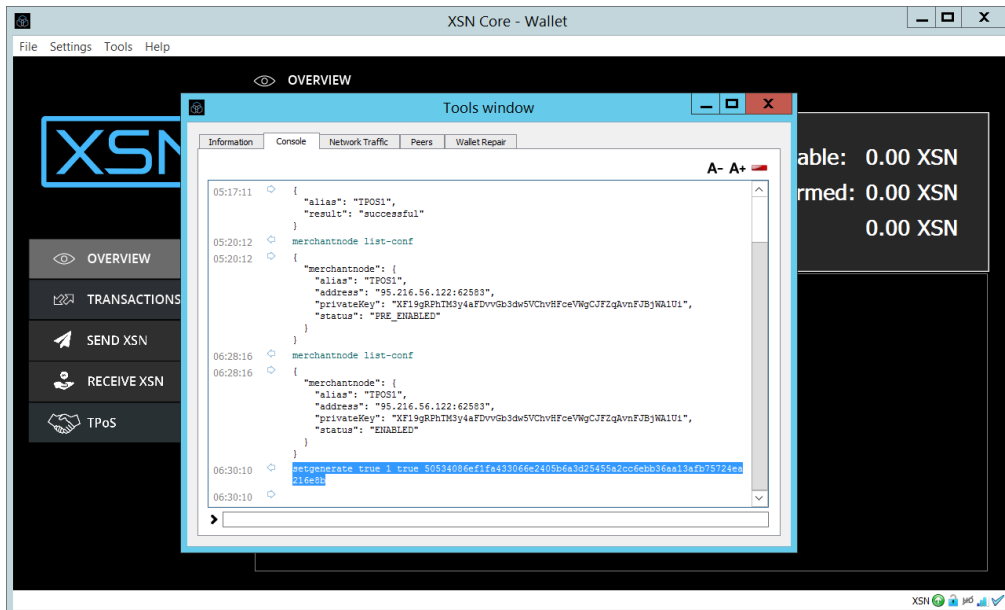 XSN Core - Wallet
File Settings Tools Help
OVERVIEW
XSN
able: 0.00 XSN
rmed: 0.00 XSN
0.00 XSN
OVERVIEW
TRANSACTIONS
SEND XSN
RECEIVE XSN
TPoS
Tools window
Information Console Network Traffic Peers Wallet Repair
A- A+
05:17:11 {
"alias": "TPOS1",
"result": "successful"
}
05:20:12 merchantnode list-conf
05:20:12 {
"merchantnode": {
"alias": "TPOS1",
"address": "95.216.56.122:62583",
"privateKey": "XF19gRPhTM3y4aFDvvGb3dw5VChvHFceVWgCJFZqAvnFJBjWA1Ui",
"status": "PRE_ENABLED"
}
}
06:28:16 merchantnode list-conf
06:28:16 {
"merchantnode": {
"alias": "TPOS1",
"address": "95.216.56.122:62583",
"privateKey": "XF19gRPhTM3y4aFDvvGb3dw5VChvHFceVWgCJFZqAvnFJBjWA1Ui",
"status": "ENABLED"
}
}
06:30:10 setgenerate true 1 true 50534086ef1fa433066e2405b6a3d25455a2cc6ebb36aa13afb75724ea
216e8b
06:30:10
XSN